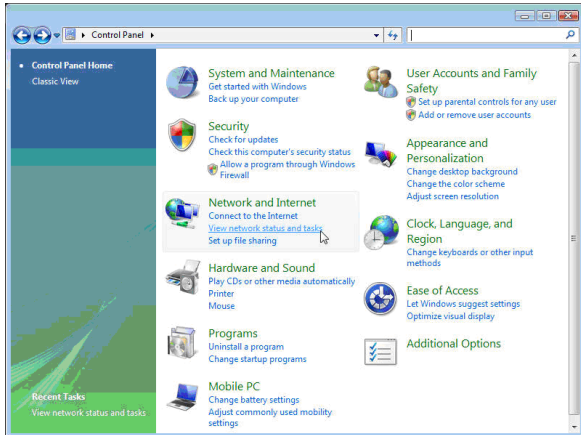 Control Panel
Control Panel Home
Classic View
System and Maintenance
Get started with Windows
Back up your computer
Security
Check for updates
Check this computer's security status
Allow a program through Windows
Firewall
Network and Internet
Connect to the Internet
View network status and tasks
Set up file sharing
Hardware and Sound
Play CDs or other media automatically
Printer
Mouse
Programs
Uninstall a program
Change startup programs
Mobile PC
Change battery settings
Adjust commonly used mobility
settings
User Accounts and Family
Safety
Set up parental controls for any user
Add or remove user accounts
Appearance and
Personalization
Change desktop background
Change the color scheme
Adjust screen resolution
Clock, Language, and
Region
Change keyboards or other input
methods
Ease of Access
Let Windows suggest settings
Optimize visual display
Additional Options
Recent Tasks
View network status and tasks